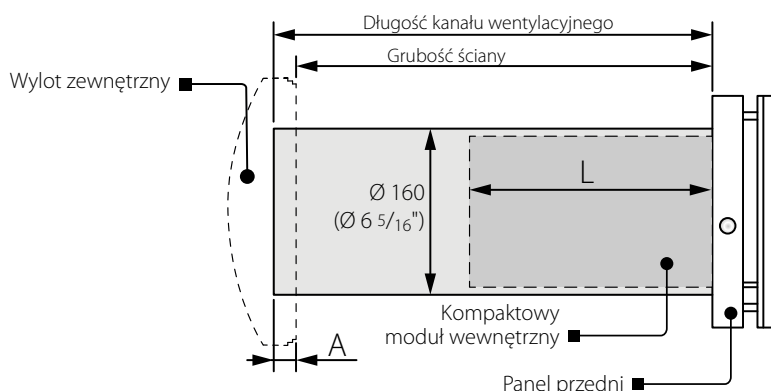 Długość kanału wentylacyjnego
Grubość ściany
Wylot zewnętrzny
L
Ø 160
(Ø 6 5/16")
Kompaktowy
moduł wewnętrzny
A
Panel przedni